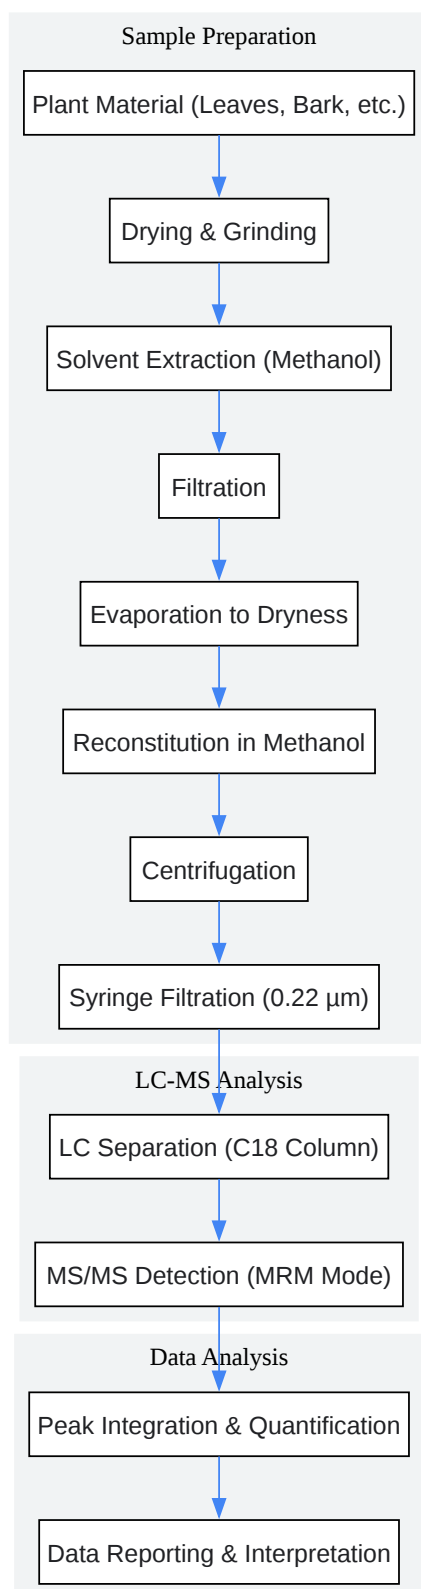 Sample Preparation
Plant Material (Leaves, Bark, etc.)
Drying & Grinding
Solvent Extraction (Methanol)
Filtration
Evaporation to Dryness
Reconstitution in Methanol
Centrifugation
Syringe Filtration (0.22 µm)
LC-MS Analysis
LC Separation (C18 Column)
MS/MS Detection (MRM Mode)
Data Analysis
Peak Integration & Quantification
Data Reporting & Interpretation